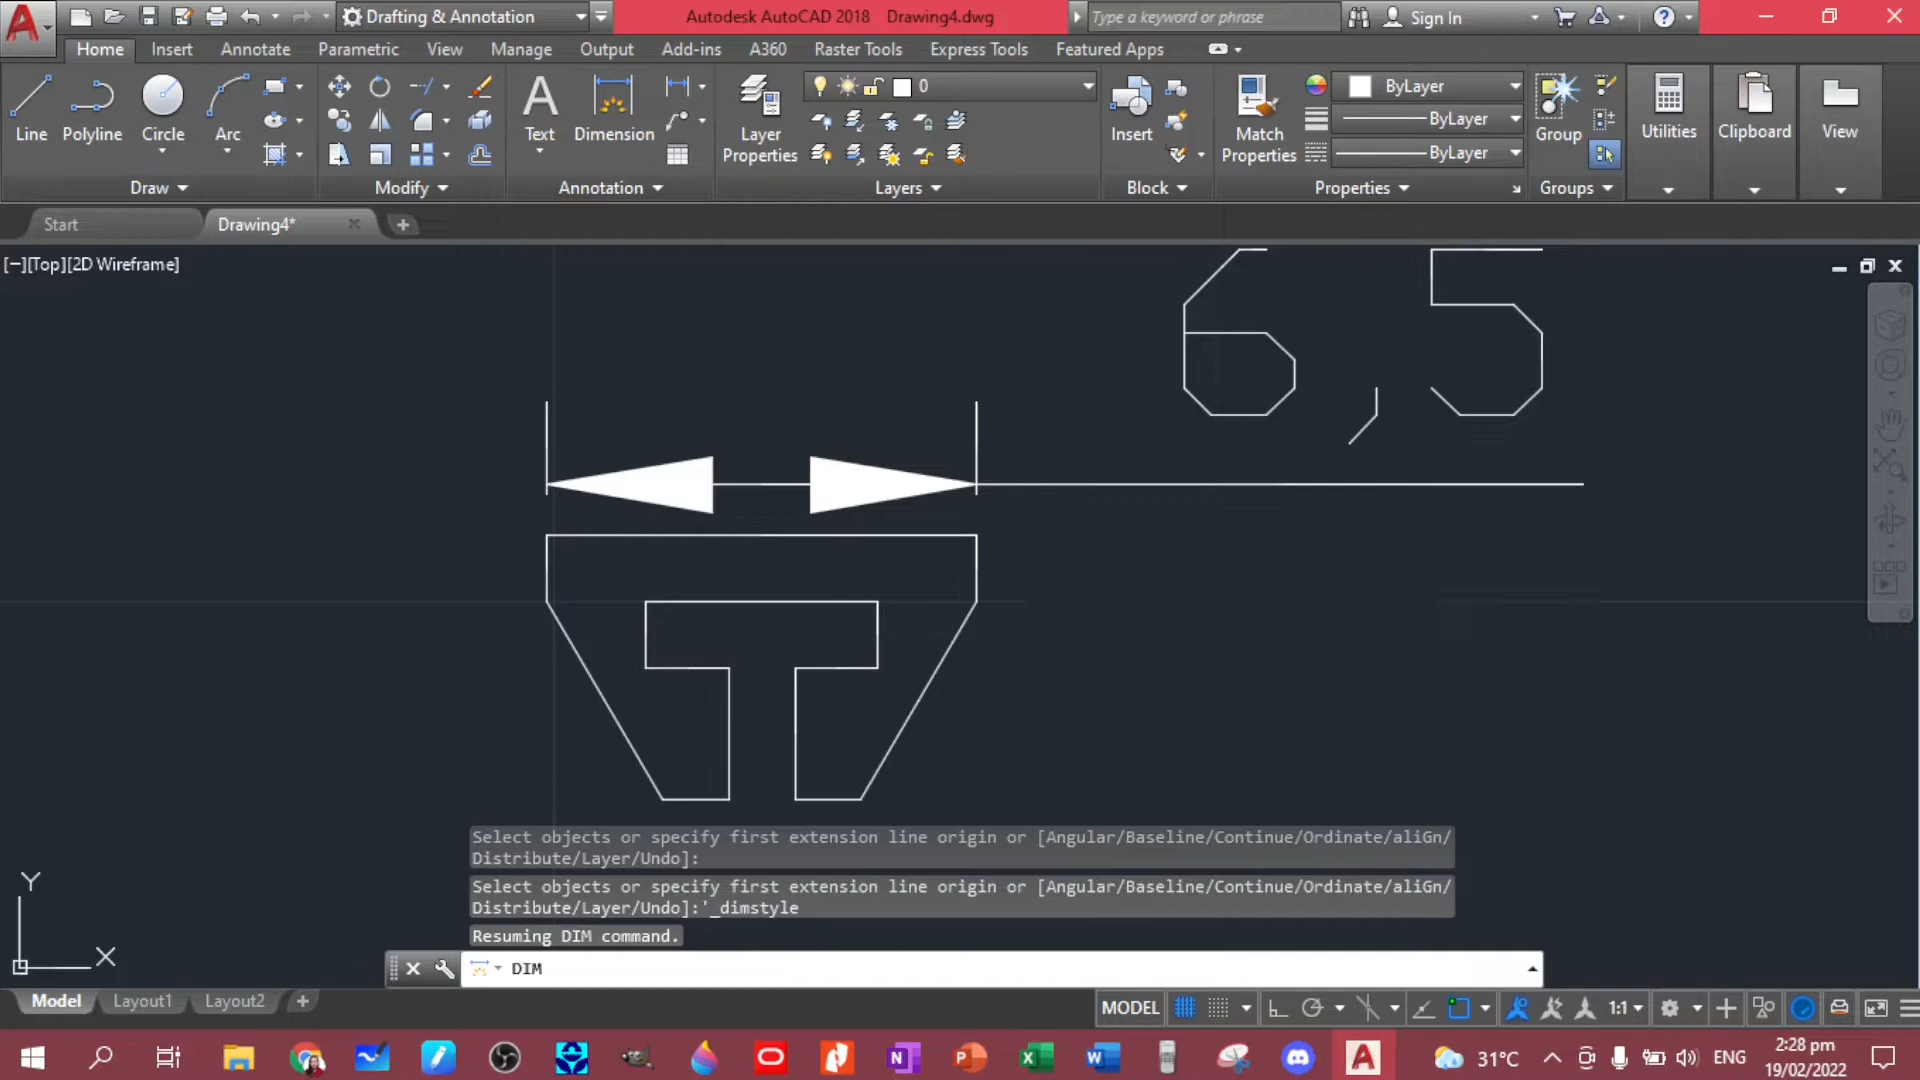 Drafting & Annotation
Autodesk AutoCAD 2018 Drawing4.dwg
Type a keyword or phrase
Sign In
Home Insert Annotate Parametric View Manage Output Add-ins A360 Raster Tools Express Tools Featured Apps
Line Polyline Circle Arc
Draw
Modify
Text Dimension
Annotation
Layer Properties
0
Layers
Insert
Block
Match Properties
ByLayer
ByLayer
ByLayer
Properties
Group
Groups
Utilities
Clipboard
View
Start Drawing4*
[−][Top][2D Wireframe]
6,5
Select objects or specify first extension line origin or [Angular/Baseline/Continue/Ordinate/aliGn/
Distribute/Layer/Undo]:
Select objects or specify first extension line origin or [Angular/Baseline/Continue/Ordinate/aliGn/
Distribute/Layer/Undo]:'_dimstyle
Resuming DIM command.
Y
X
DIM
Model Layout1 Layout2
MODEL
1:1
31°C
ENG
2:28 pm
19/02/2022